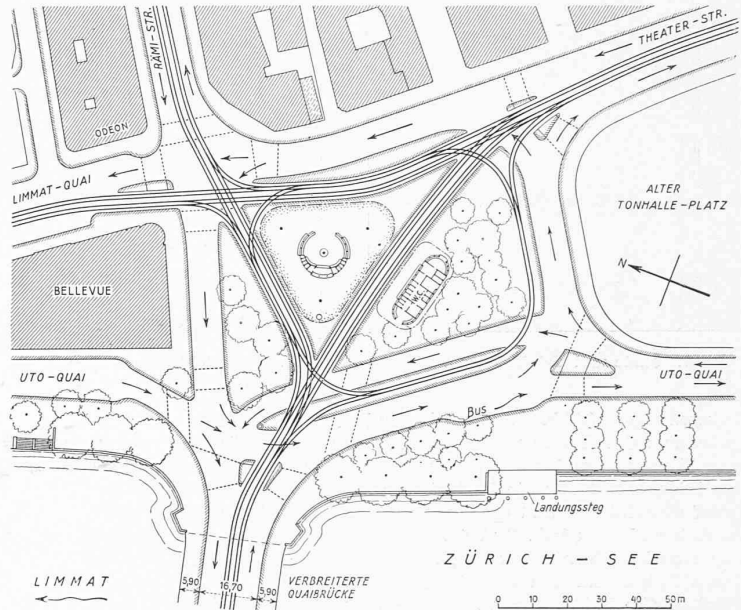 RÄMI-STR.
THEATER-STR.
ODEON
LIMMAT-QUAI
ALTER
TONHALLE-PLATZ
N
BELLEVUE
UTO-QUAI
UTO-QUAI
Bus
Landungssteg
ZÜRICH – SEE
LIMMAT
5,90
16,70
5,90
VERBREITERTE
QUAIBRÜCKE
0 10 20 30 40 50m